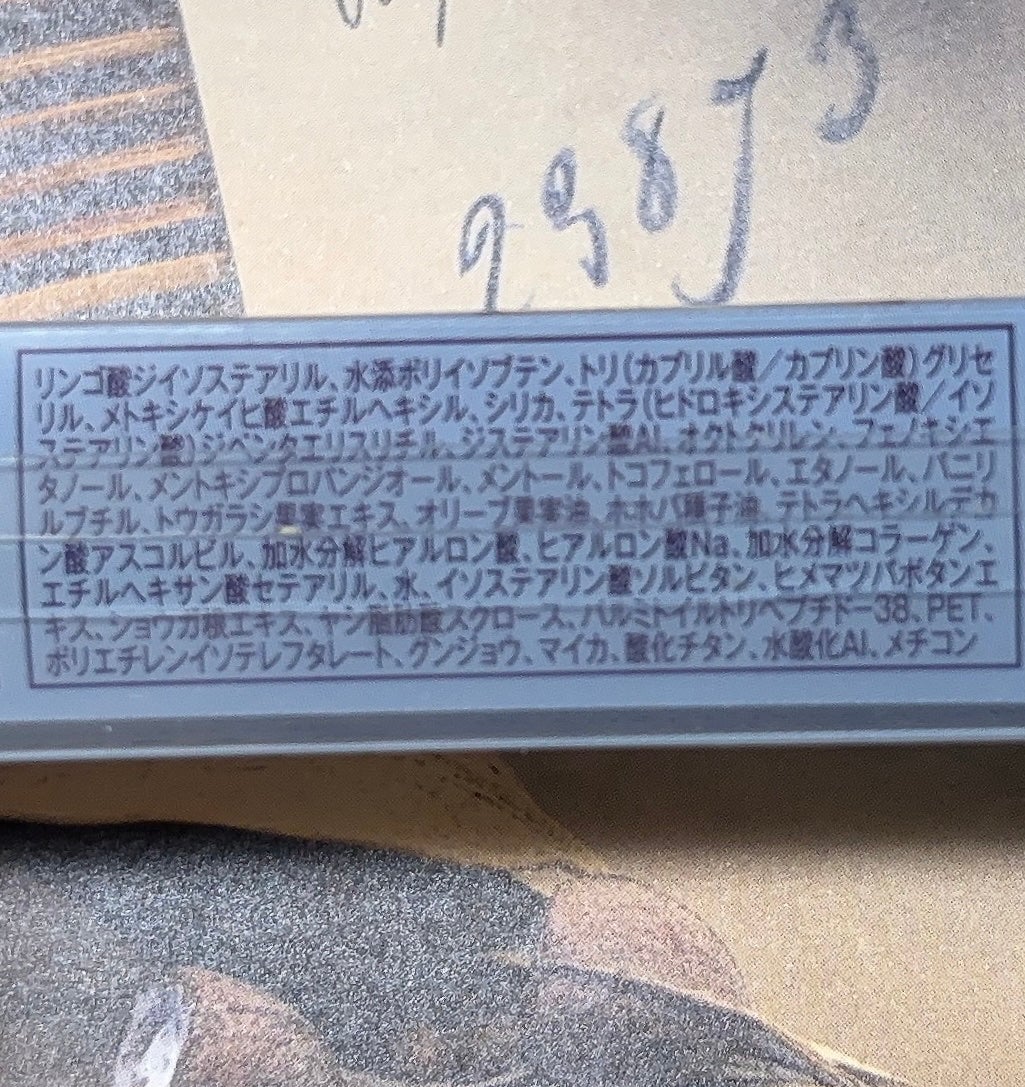 29873
リンゴ酸ジイソステアリル、水添ポリイソブテン、トリ(カプリル酸/カプリン酸)グリセ
リル、メトキシケイヒ酸エチルヘキシル、シリカ、テトラ(ヒドロキシステアリン酸/イソ
ステアリン酸)ジペンタエリスリチル、ジステアリン酸Al、オクトクリレン、フェノキシエ
タノール、メントキシプロパンジオール、メントール、トコフェロール、エタノール、バニリ
ルブチル、トウガラシ果実エキス、オリーブ果実油、ホホバ種子油、テトラヘキシルデカ
ン酸アスコルビル、加水分解ヒアルロン酸、ヒアルロン酸Na、加水分解コラーゲン、
エチルヘキサン酸セテアリル、水、イソステアリン酸ソルビタン、ヒメマツバボタンエ
キス、ショウガ根エキス、ヤシ脂肪酸スクロース、パルミトイルトリペプチド-38、PET、
ポリエチレンイソテレフタレート、グンジョウ、マイカ、酸化チタン、水酸化Al、メチコン